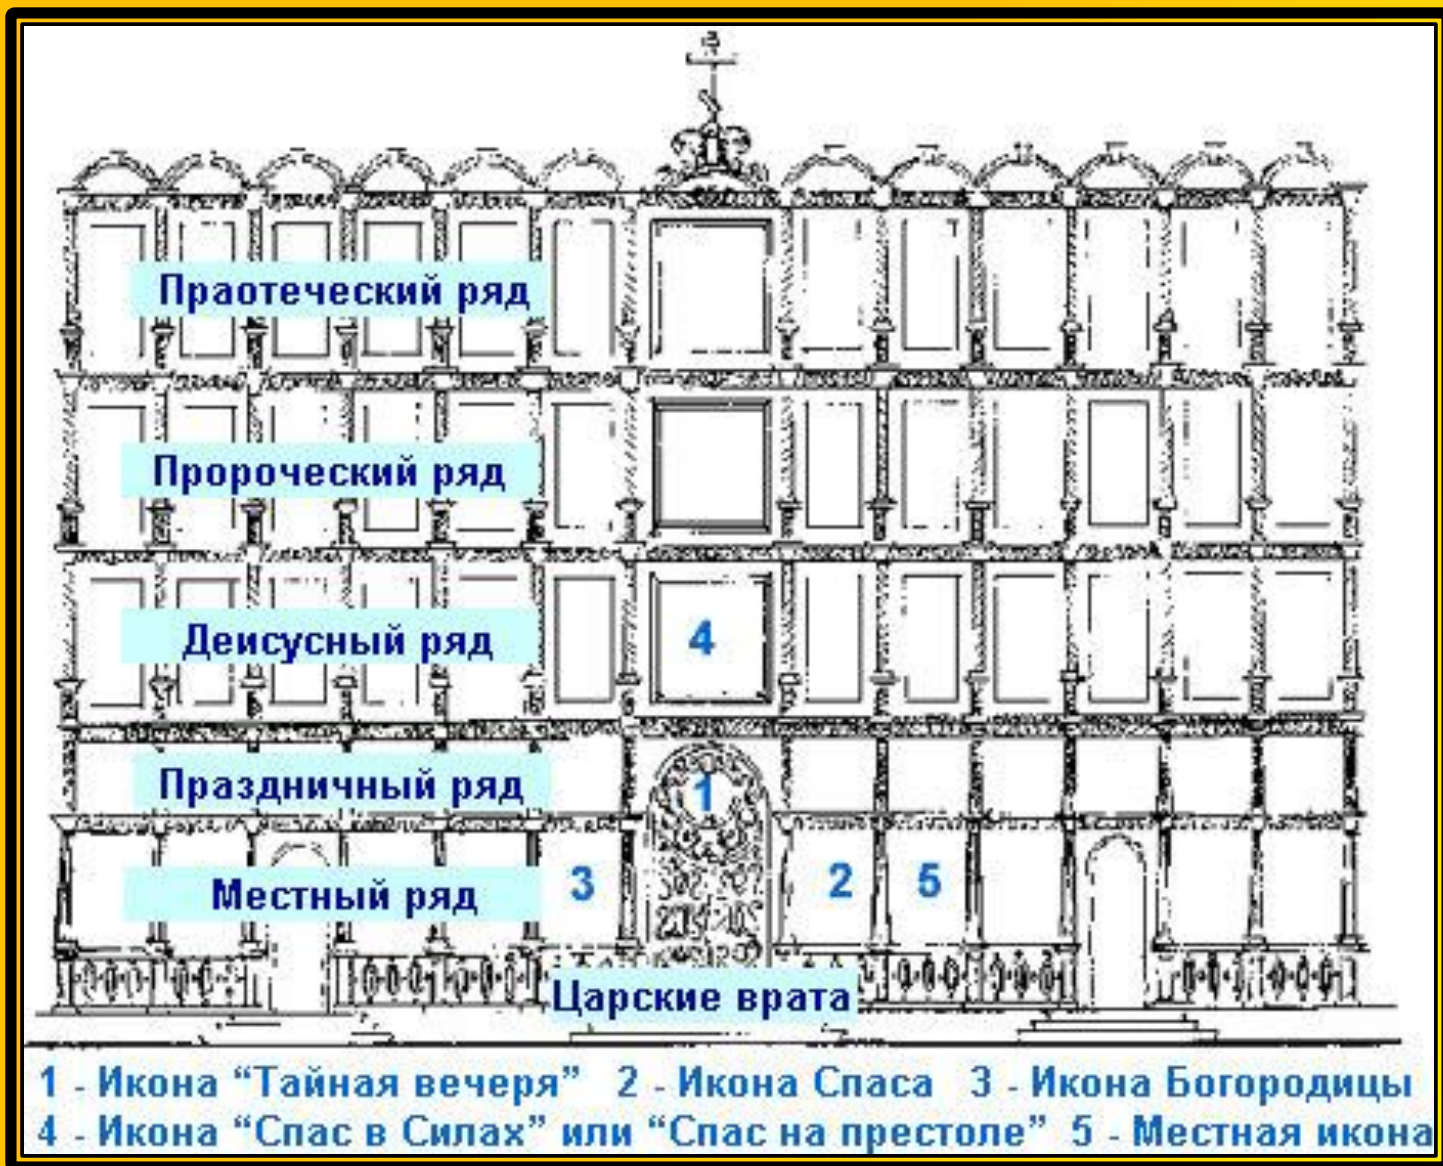 Праотеческий ряд
Пророческий ряд
Деисусный ряд
4
Праздничный ряд
1
Местный ряд
3
2
5
Царские врата
1 - Икона “Тайная вечеря” 2 - Икона Спаса 3 - Икона Богородицы
4 - Икона “Спас в Силах” или “Спас на престоле” 5 - Местная икона